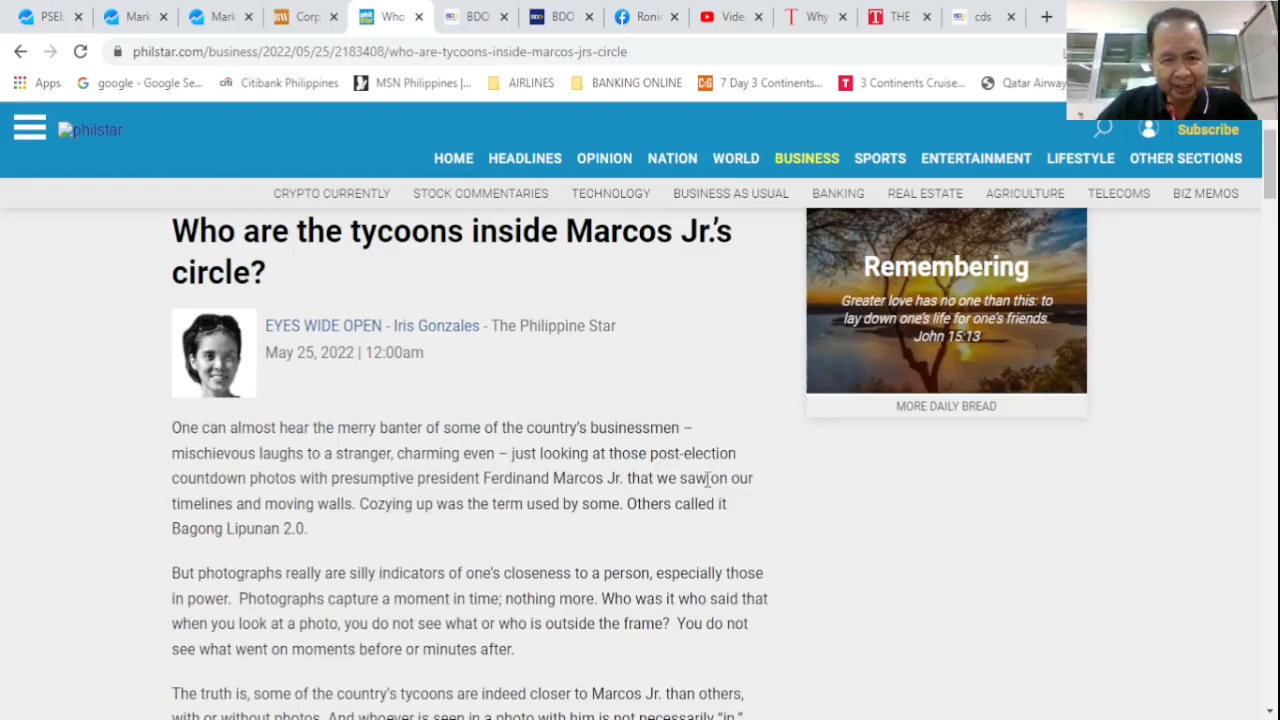 PSEI:
Mark
Mark
Corp
Who
BDO
BDO
Ronin
Vide
Why
THE
cds
philstar.com/business/2022/05/25/2183408/who-are-tycoons-inside-marcos-jrs-circle
Apps
google - Google Se...
Citibank Philippines
MSN Philippines |...
AIRLINES
BANKING ONLINE
7 Day 3 Continents...
3 Continents Cruise...
Qatar Airway
philstar
Subscribe
HOME HEADLINES OPINION NATION WORLD BUSINESS SPORTS ENTERTAINMENT LIFESTYLE OTHER SECTIONS
CRYPTO CURRENTLY STOCK COMMENTARIES TECHNOLOGY BUSINESS AS USUAL BANKING REAL ESTATE AGRICULTURE TELECOMS BIZ MEMOS
Who are the tycoons inside Marcos Jr.'s
circle?
EYES WIDE OPEN - Iris Gonzales - The Philippine Star
May 25, 2022 | 12:00am
One can almost hear the merry banter of some of the country's businessmen –
mischievous laughs to a stranger, charming even – just looking at those post-election
countdown photos with presumptive president Ferdinand Marcos Jr. that we saw on our
timelines and moving walls. Cozying up was the term used by some. Others called it
Bagong Lipunan 2.0.
But photographs really are silly indicators of one's closeness to a person, especially those
in power. Photographs capture a moment in time; nothing more. Who was it who said that
when you look at a photo, you do not see what or who is outside the frame? You do not
see what went on moments before or minutes after.
The truth is, some of the country's tycoons are indeed closer to Marcos Jr. than others,
with or without photos. And whoever is seen in a photo with him is not necessarily "in."
Remembering
Greater love has no one than this: to
lay down one's life for one's friends.
John 15:13
MORE DAILY BREAD